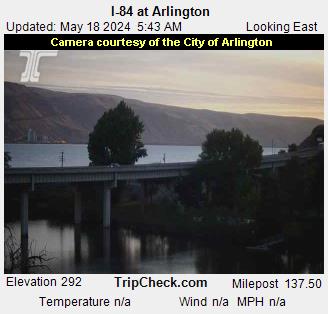 I-84 at Arlington
Updated: May 18 2024 5:43 AM Looking East
Camera courtesy of the City of Arlington
Elevation 292 TripCheck.com Milepost 137.50
Temperature n/a Wind n/a MPH n/a